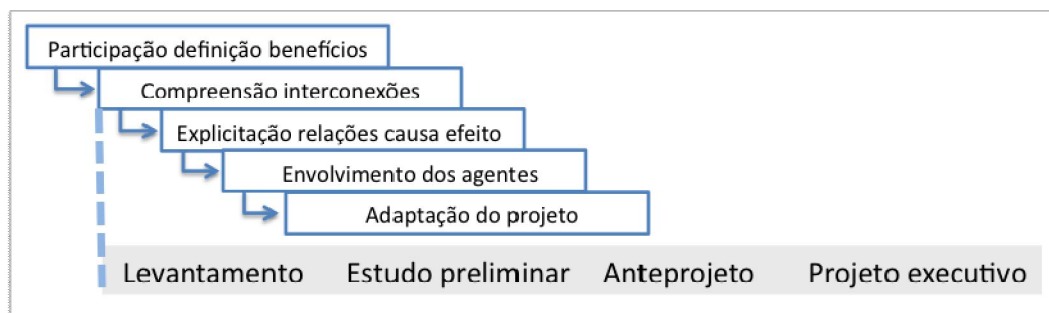 Participação definição benefícios
Compreensão interconexões
Explicitação relações causa efeito
Envolvimento dos agentes
Adaptação do projeto
Levantamento Estudo preliminar Anteprojeto Projeto executivo